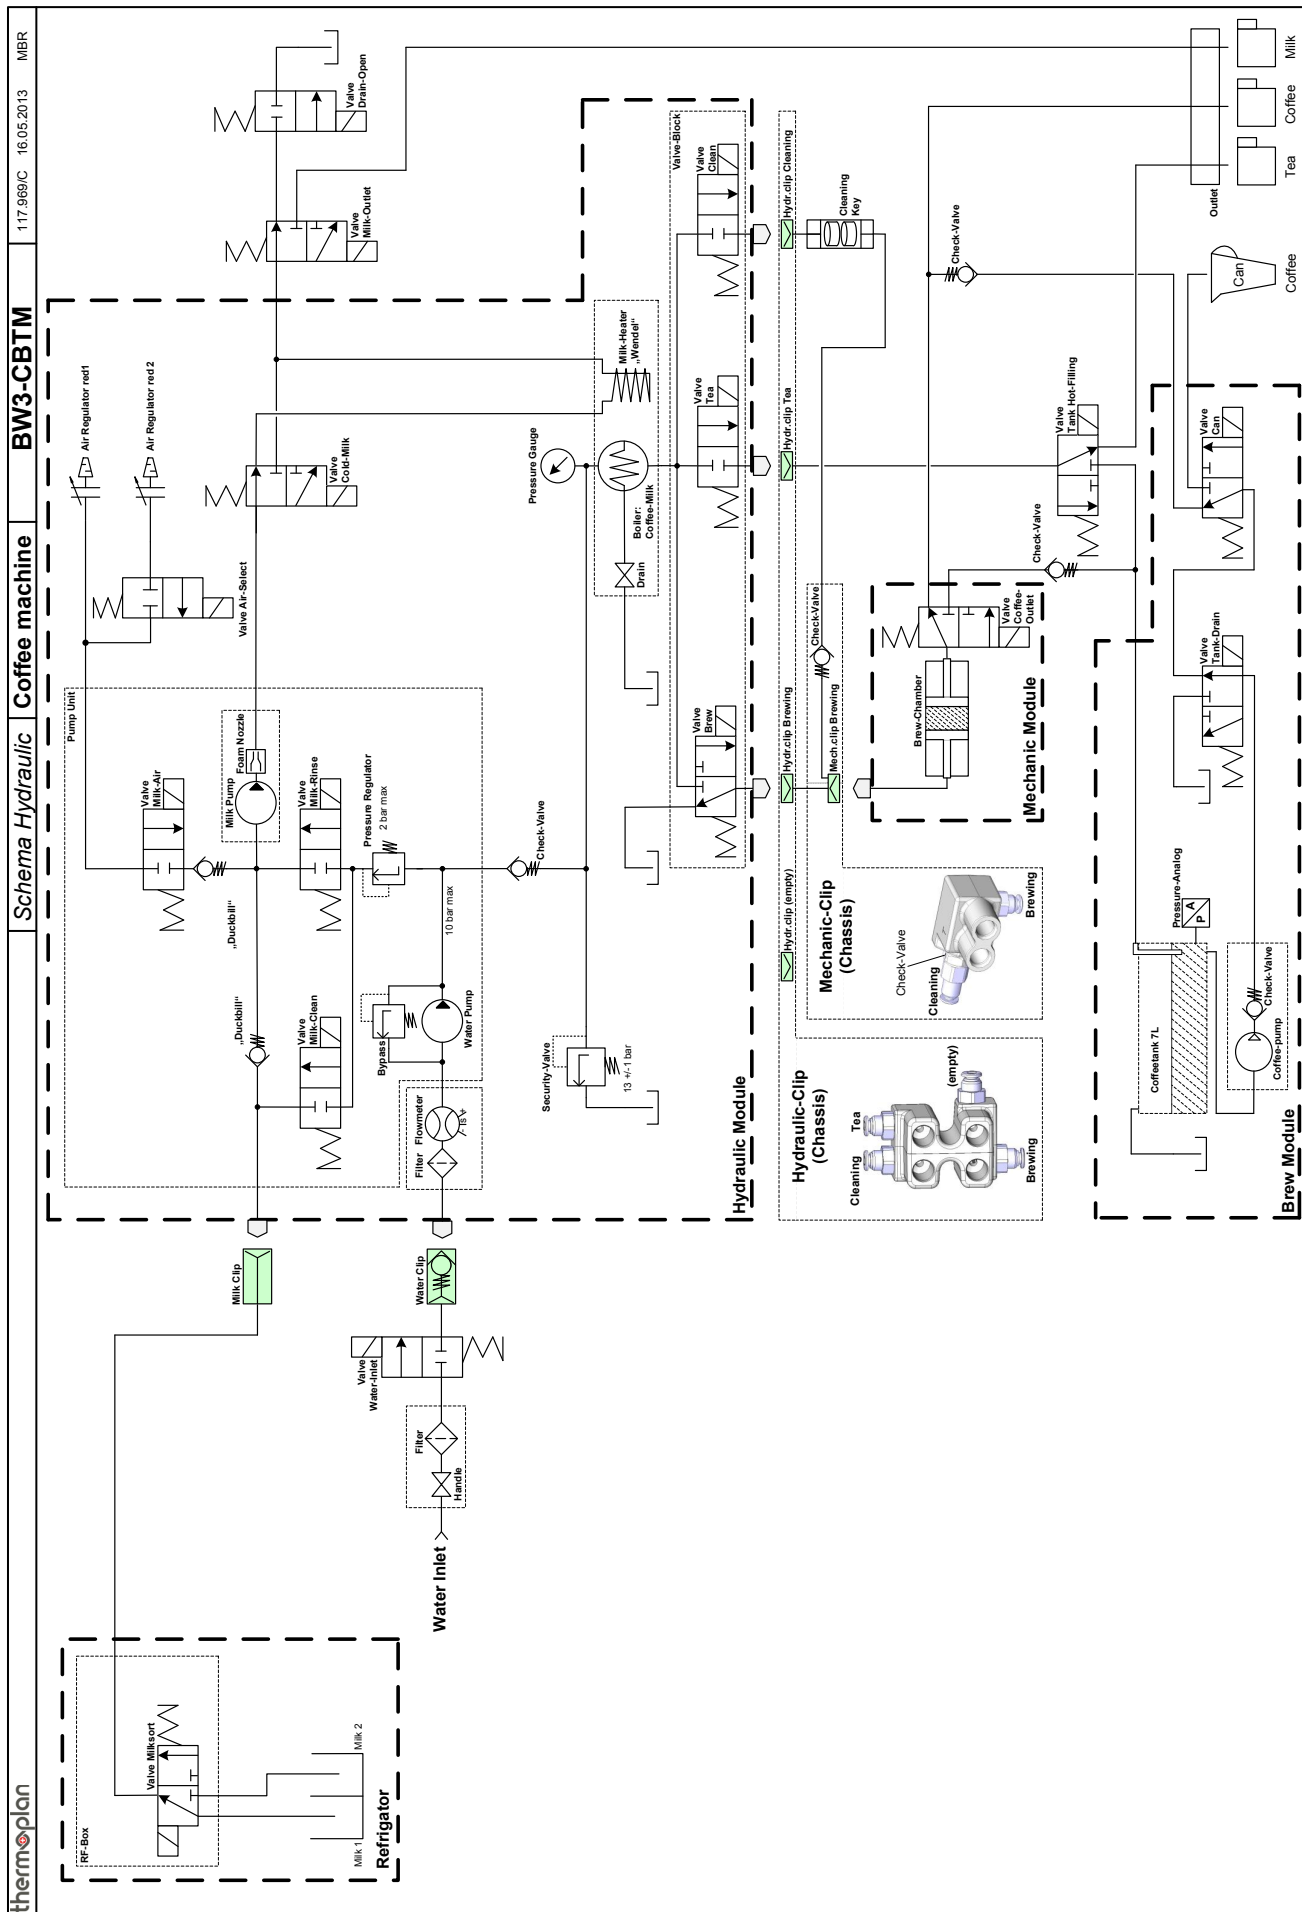 thermoplan
Schema Hydraulic
Coffee machine
BW3-CBTM
117.969/C
16.05.2013
MBR
RF-Box
Valve Milksort
Milk 1
Milk 2
Refrigator
Water Inlet
Handle
Filter
Valve
Water-Inlet
Milk Clip
Water Clip
Pump Unit
Filter
Flowmeter
Valve
Milk-Clean
„Duckbill“
„Duckbill“
Bypass
Water Pump
10 bar max
Pressure Regulator
2 bar max
Valve
Milk-Air
Valve
Milk-Rinse
Milk Pump
Foam Nozzle
Check-Valve
Security-Valve
13 +/-1 bar
Hydraulic Module
Valve Air-Select
Air Regulator red1
Air Regulator red 2
Valve
Cold-Milk
Valve
Milk-Outlet
Valve
Drain-Open
Pressure Gauge
Milk-Heater
„Wendel“
Boiler:
Coffee-Milk
Drain
Valve-Block
Valve
Brew
Valve
Tea
Valve
Clean
Hydr.clip (empty)
Hydr.clip Brewing
Hydr.clip Tea
Hydr.clip Cleaning
Cleaning
Key
Mech.clip Brewing
Check-Valve
Hydraulic-Clip
(Chassis)
Cleaning
Tea
(empty)
Brewing
Mechanic-Clip
(Chassis)
Check-Valve
Cleaning
Brewing
Brew-Chamber
Valve
Coffee-
Outlet
Mechanic Module
Check-Valve
Check-Valve
Valve
Tank Hot-Filling
Coffeetank 7L
Pressure-Analog
A
P
Coffee-pump
Check-Valve
Valve
Tank-Drain
Valve
Can
Brew Module
Can
Coffee
Outlet
Tea
Coffee
Milk